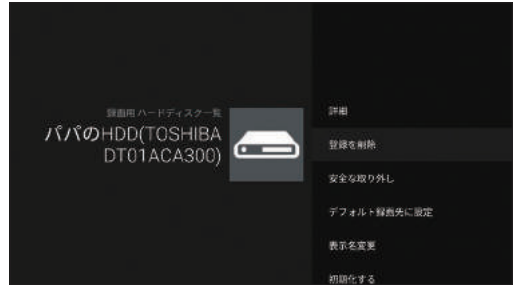 録画用 ハードディスク一覧
パパのHDD(TOSHIBA
DT01ACA300)
詳細
登録を削除
安全な取り外し
デフォルト録画先に設定
表示名変更
初期化する